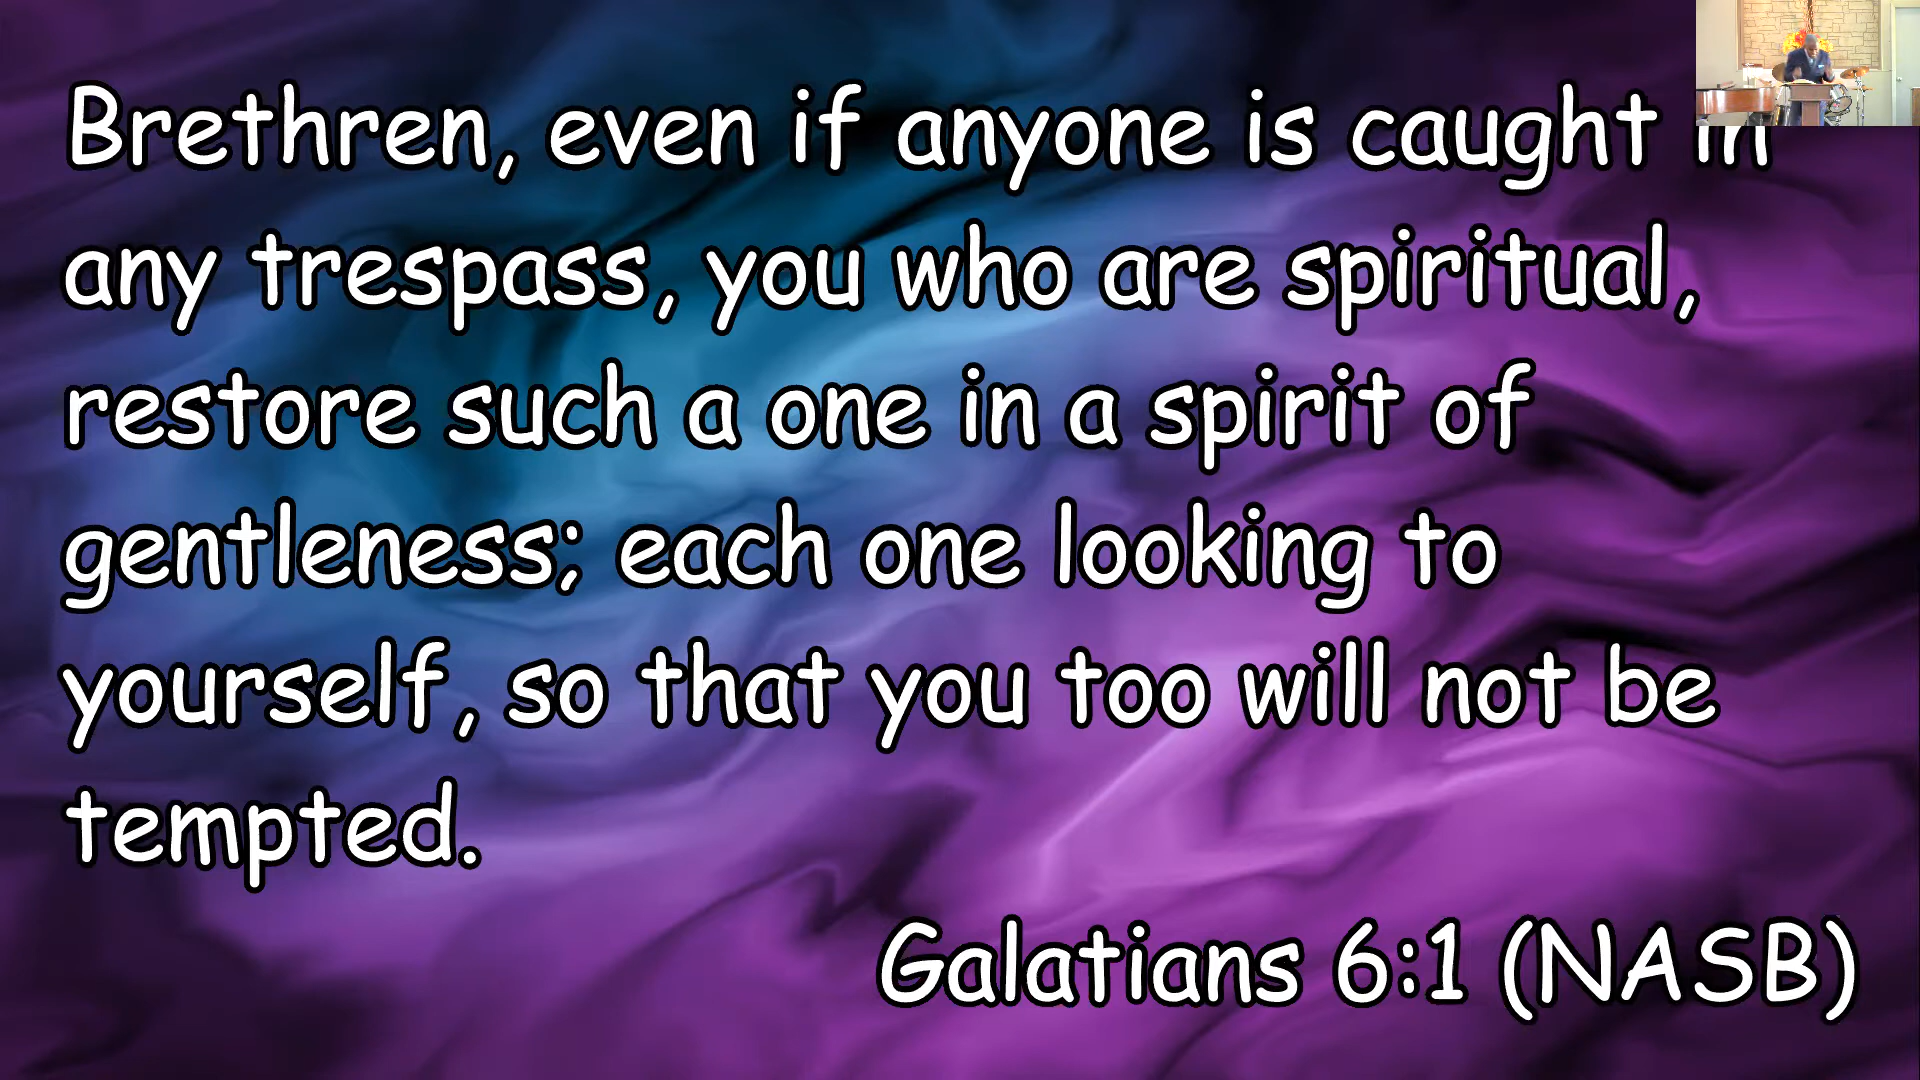 Brethren, even if anyone is caught in
any trespass, you who are spiritual,
restore such a one in a spirit of
gentleness; each one looking to
yourself, so that you too will not be
tempted.
Galatians 6:1 (NASB)